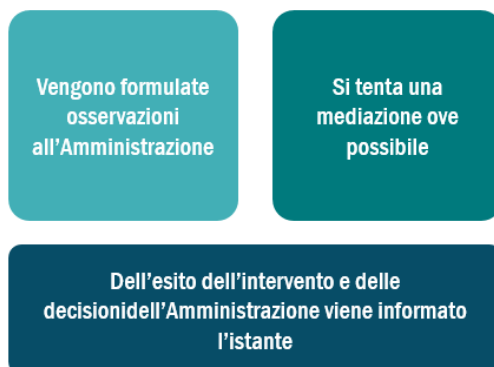 Vengono formulate
osservazioni
all’Amministrazione
Si tenta una
mediazione ove
possibile
Dell’esito dell’intervento e delle
decisionidell’Amministrazione viene informato
l’istante